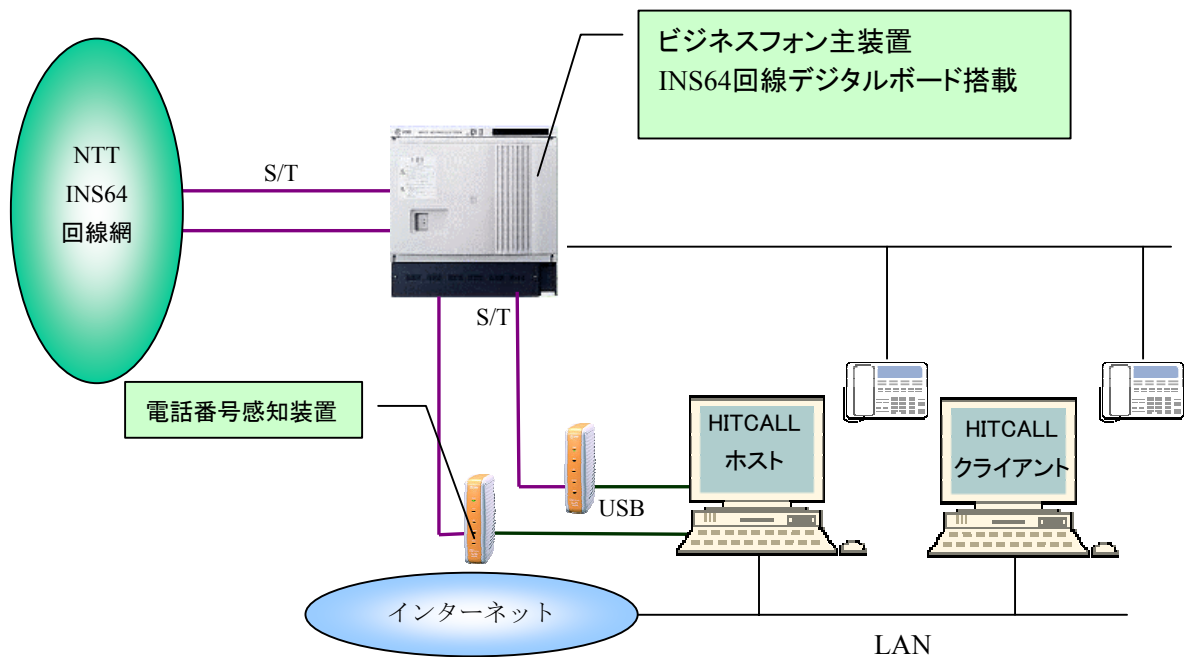 ビジネスフォン主装置
INS64回線デジタルボード搭載
NTT
INS64
回線網
S/T
S/T
電話番号感知装置
HITCALL
ホスト
HITCALL
クライアント
USB
インターネット
LAN